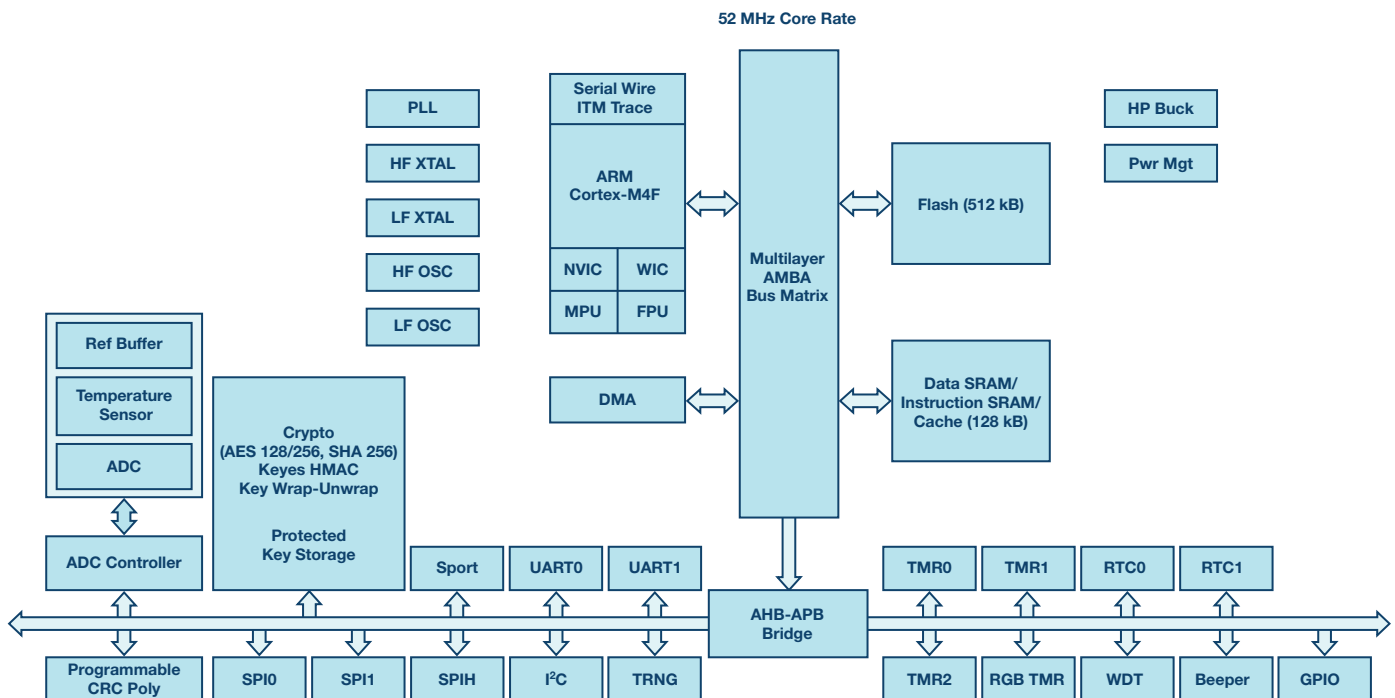 52 MHz Core Rate
PLL
HF XTAL
LF XTAL
HF OSC
LF OSC
Serial Wire
ITM Trace
ARM
Cortex-M4F
NVIC
WIC
MPU
FPU
DMA
Multilayer
AMBA
Bus Matrix
Flash (512 kB)
Data SRAM/
Instruction SRAM/
Cache (128 kB)
HP Buck
Pwr Mgt
Ref Buffer
Temperature
Sensor
ADC
ADC Controller
Crypto
(AES 128/256, SHA 256)
Keyes HMAC
Key Wrap-Unwrap
Protected
Key Storage
Sport
UART0
UART1
AHB-APB
Bridge
TMR0
TMR1
RTC0
RTC1
Programmable
CRC Poly
SPI0
SPI1
SPIH
I²C
TRNG
TMR2
RGB TMR
WDT
Beeper
GPIO